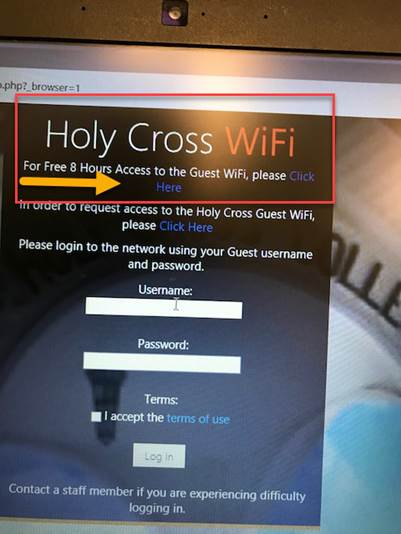 .php?_browser=1
Holy Cross WiFi
For Free 8 Hours Access to the Guest WiFi, please Click
Here
In order to request access to the Holy Cross Guest WiFi,
please Click Here
Please login to the network using your Guest username
and password.
Username:
Password:
Terms:
I accept the terms of use
Log in
Contact a staff member if you are experiencing difficulty
logging in.